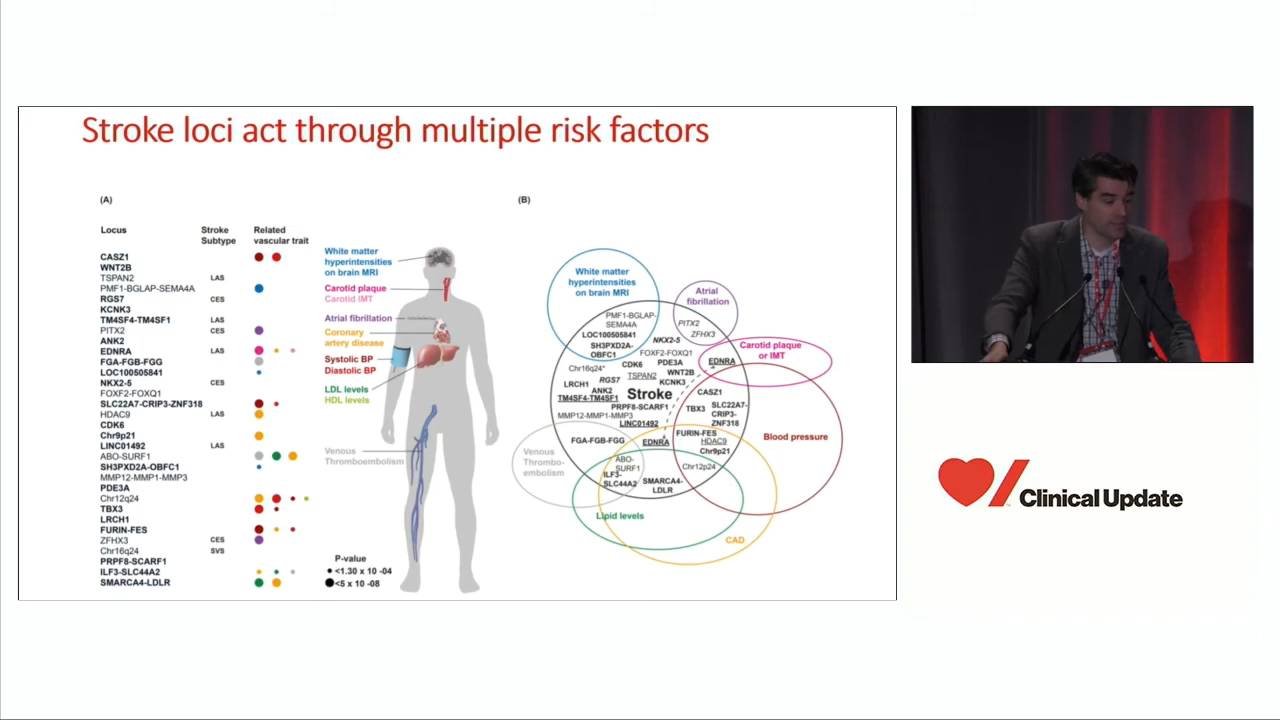 Stroke loci act through multiple risk factors
(A)
Locus
Stroke
Subtype
Related
vascular trait
CASZ1
WNT2B
TSPAN2 LAS
PMF1-BGLAP-SEMA4A
RGS7 CES
KCNK3
TM4SF4-TM4SF1 LAS
PITX2 CES
ANK2
EDNRA LAS
FGA-FGB-FGG
LOC100505841
NKX2-5 CES
FOXF2-FOXQ1
SLC22A7-CRIP3-ZNF318
HDAC9 LAS
CDK6
Chr9p21
LINC01492 LAS
ABO-SURF1
SH3PXD2A-OBFC1
MMP12-MMP1-MMP3
PDE3A
Chr12q24
TBX3
LRCH1
FURIN-FES
ZFHX3 CES
Chr16q24 SVS
PRPF8-SCARF1
ILF3-SLC44A2
SMARCA4-LDLR
White matter
hyperintensities
on brain MRI
Carotid plaque
Carotid IMT
Atrial fibrillation
Coronary
artery disease
Systolic BP
Diastolic BP
LDL levels
HDL levels
Venous
Thromboembolism
P-value
<1.30 x 10 -04
<5 x 10 -08
(B)
White matter
hyperintensities
on brain MRI
Atrial
fibrillation
PMF1-BGLAP-
SEMA4A
LOC100505841
SH3PXD2A-
OBFC1
PITX2
ZFHX3
NKX2-5
FOXF2-FOXQ1
Carotid plaque
or IMT
EDNRA
Chr16q24*
CDK6
PDE3A
WNT2B
TSPAN2
KCNK3
RGS7
LRCH1
ANK2
Stroke
TM4SF4-TM4SF1
PRPF8-SCARF1
MMP12-MMP1-MMP3
LINC01492
CASZ1
TBX3
SLC22A7-
CRIP3-
ZNF318
FURIN-FES
HDAC9
Chr9p21
Blood pressure
FGA-FGB-FGG
EDNRA
Venous
Thrombo-
embolism
ABO-
SURF1
ILF3-
SLC44A2
SMARCA4-
LDLR
Chr12p24
Lipid levels
CAD
Clinical Update